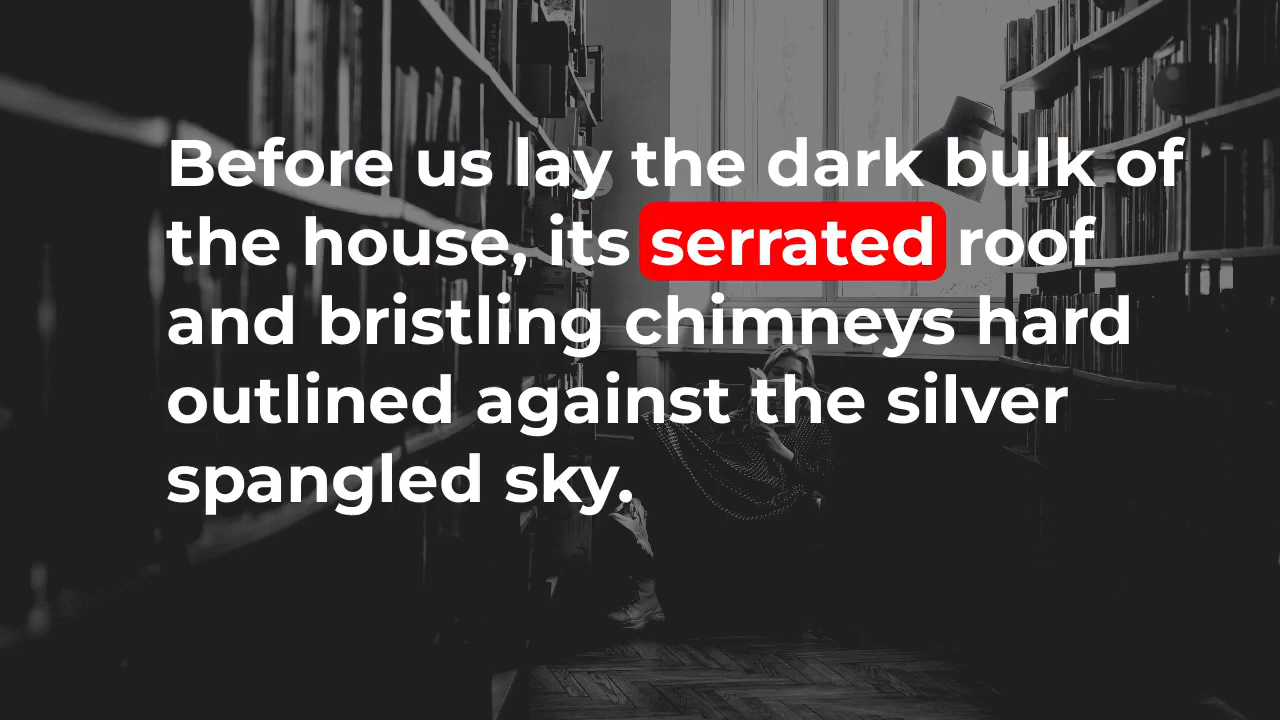 Before us lay the dark bulk of
the house, its serrated roof
and bristling chimneys hard
outlined against the silver
spangled sky.